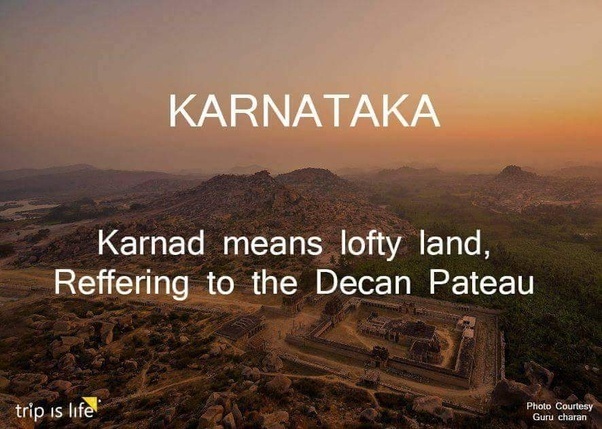 KARNATAKA
Karnad means lofty land,
Reffering to the Decan Pateau
trip is life
Photo Courtesy
Guru charan